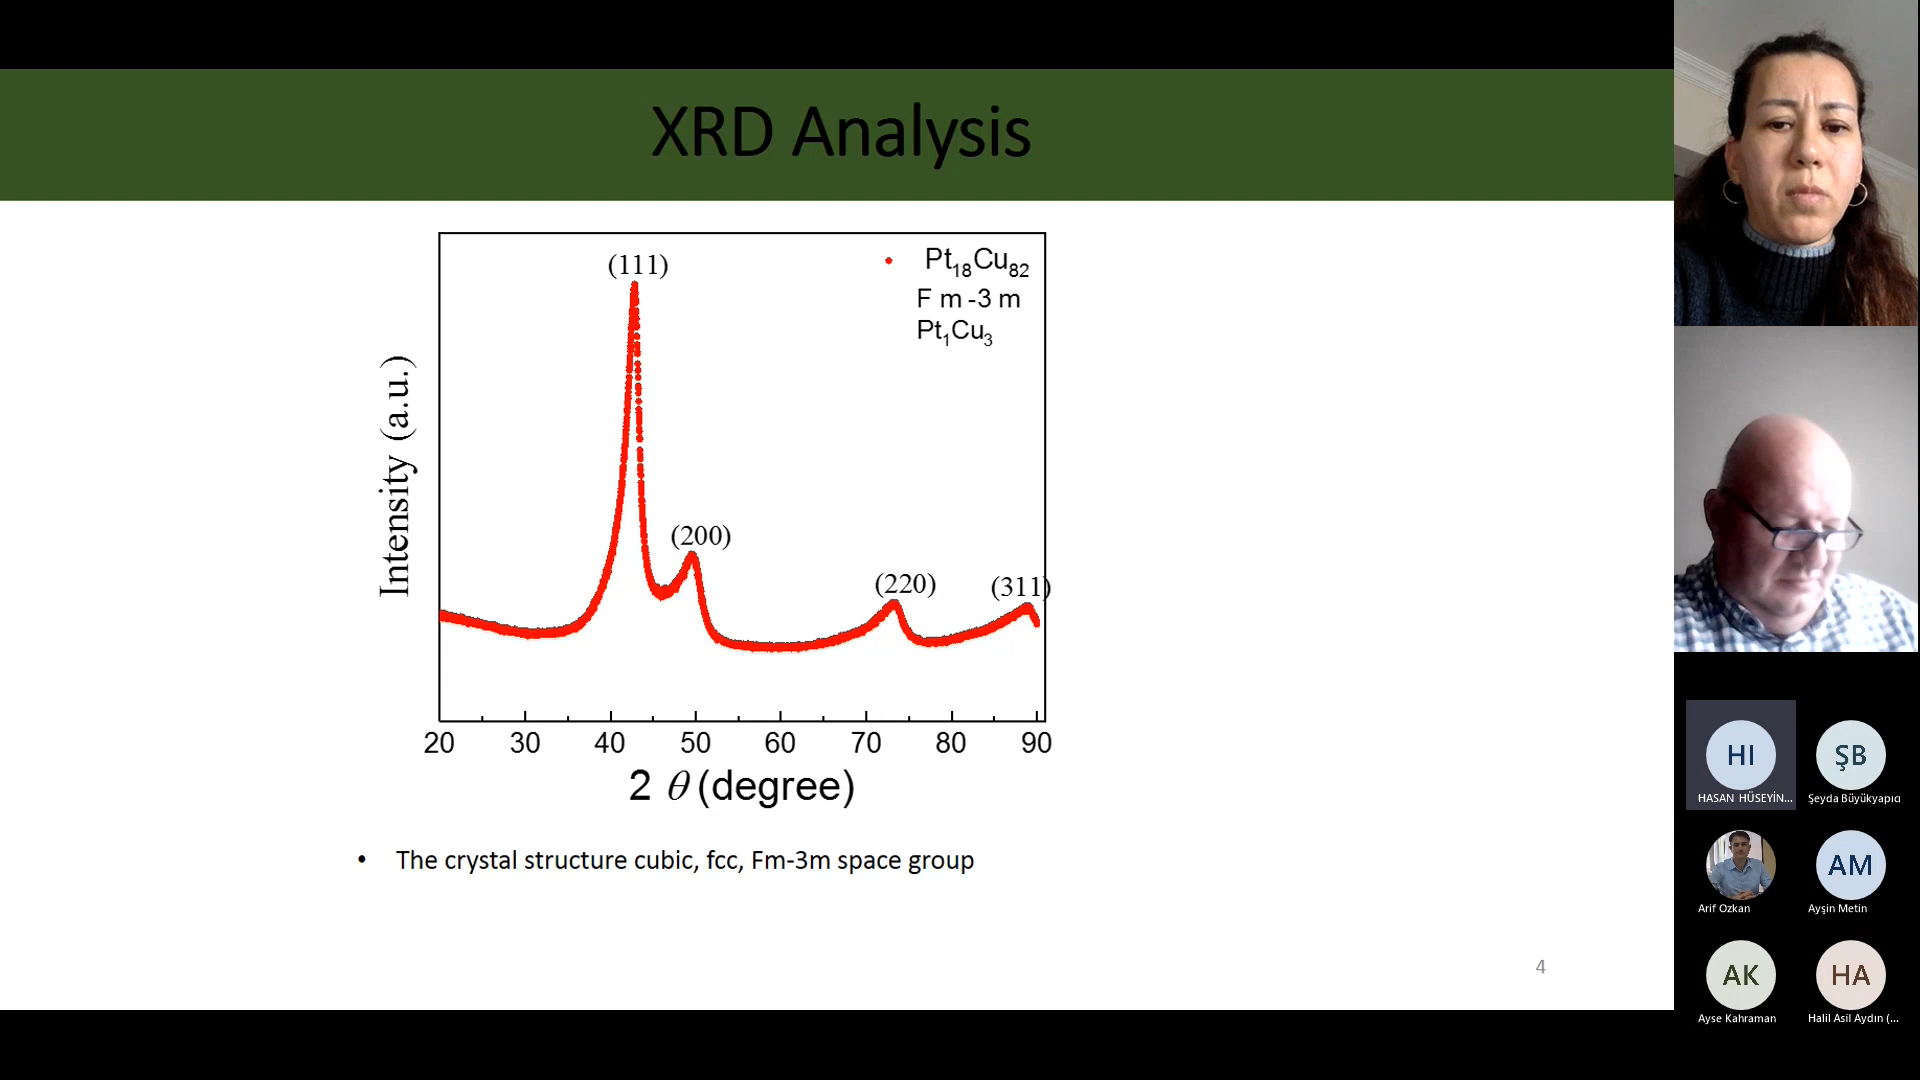 XRD Analysis
(111)
Pt₁₈Cu₈₂
F m -3 m
Pt₁Cu₃
(200)
(220)
(311)
Intensity (a.u.)
20 30 40 50 60 70 80 90
2 θ (degree)
• The crystal structure cubic, fcc, Fm-3m space group
4
HI
ŞB
HASAN HÜSEYİN...
Şeyda Büyükyapıcı
AM
Arif Ozkan
Ayşin Metin
AK
HA
Ayse Kahraman
Halil Asil Aydın (...